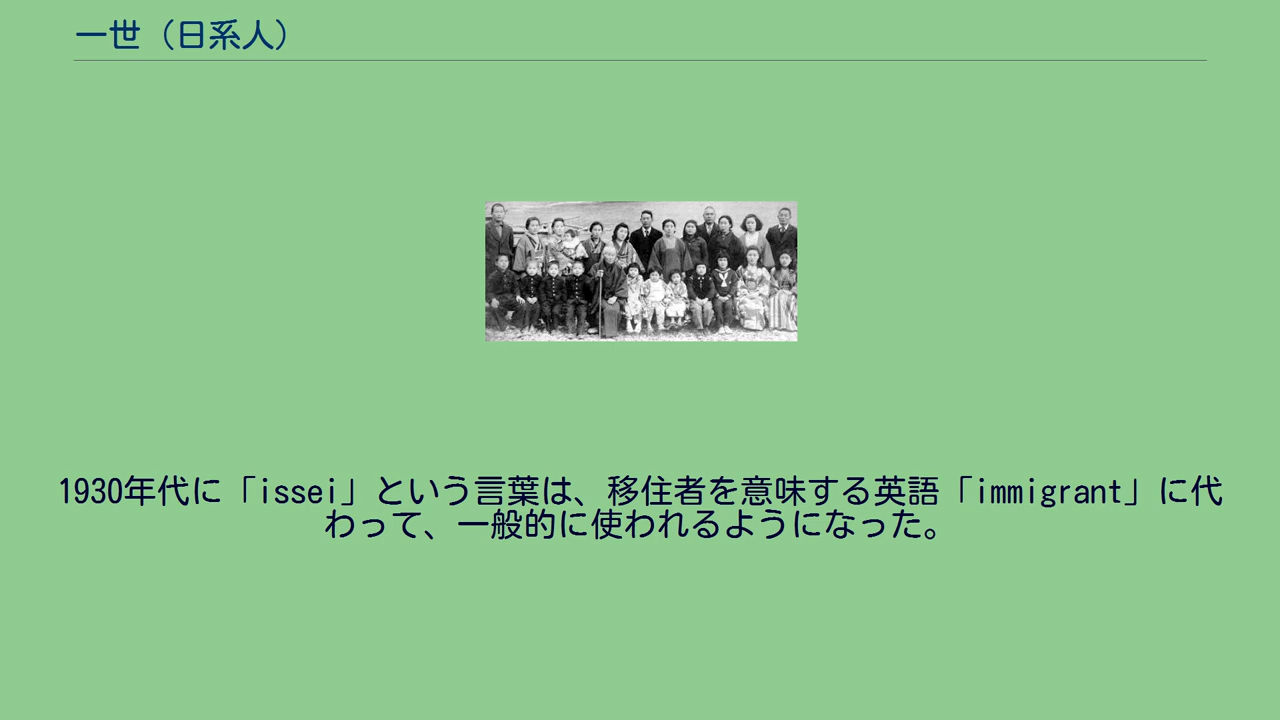 一世（日系人）
1930年代に「issei」という言葉は、移住者を意味する英語「immigrant」に代
わって、一般的に使われるようになった。